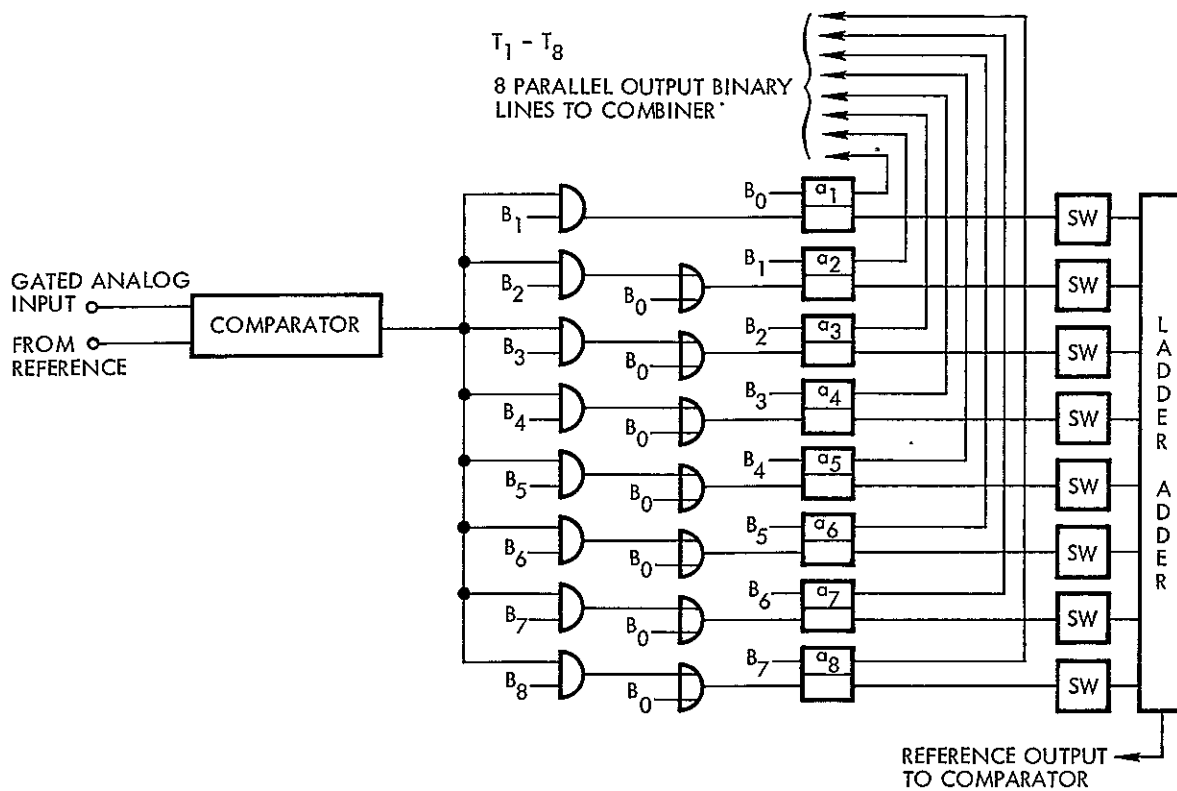 T1 - T8
8 PARALLEL OUTPUT BINARY
LINES TO COMBINER
B0
a1
B1
SW
B1
a2
B2
B0
SW
GATED ANALOG
INPUT
COMPARATOR
FROM
REFERENCE
B2
a3
B3
B0
SW
B3
a4
B4
B0
SW
B4
a5
B5
B0
SW
B5
a6
B6
B0
SW
B6
a7
B7
B0
SW
B7
a8
B8
B0
SW
LADDER ADDER
REFERENCE OUTPUT
TO COMPARATOR